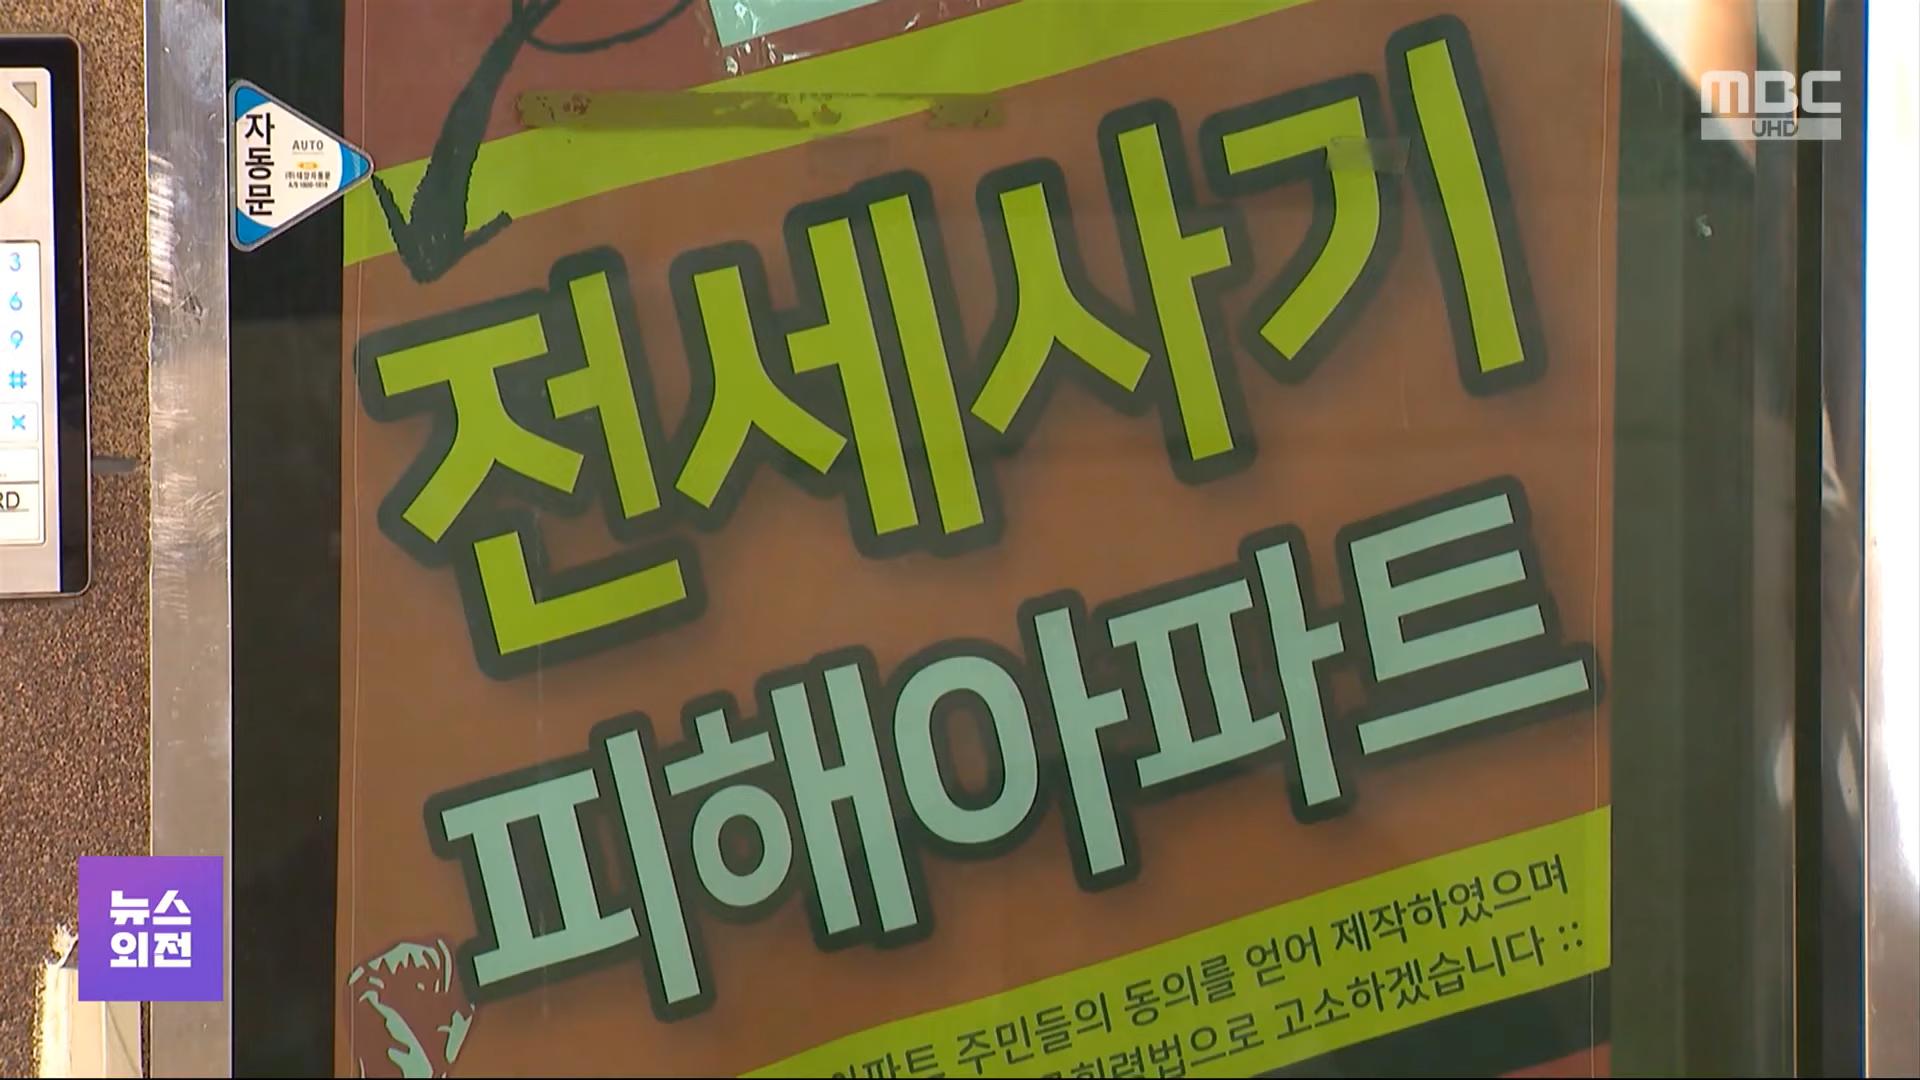 MBC
UHD
자동문
AUTO
전세사기
피해아파트
3
6
9
#
RD
뉴스
외전
주민들의 동의를 얻어 제작하였으며
고소하겠습니다 ::